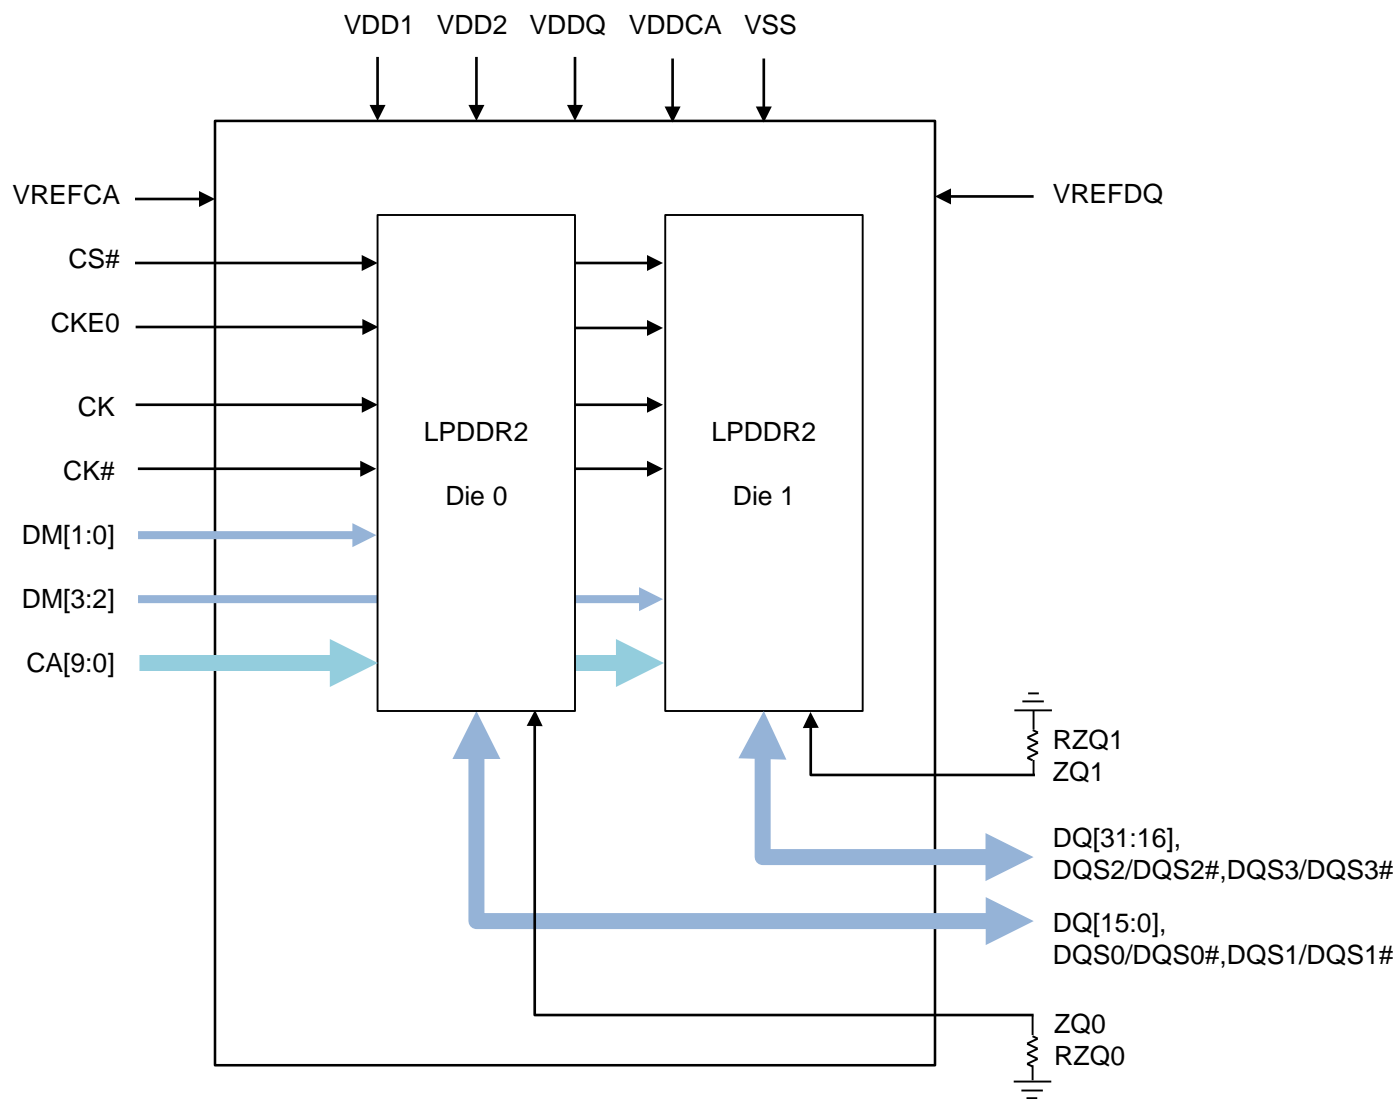 VDD1 VDD2 VDDQ VDDCA VSS
VREFCA
VREFDQ
CS#
CKE0
CK
CK#
DM[1:0]
DM[3:2]
CA[9:0]
LPDDR2
Die 0
LPDDR2
Die 1
RZQ1
ZQ1
DQ[31:16],
DQS2/DQS2#,DQS3/DQS3#
DQ[15:0],
DQS0/DQS0#,DQS1/DQS1#
ZQ0
RZQ0